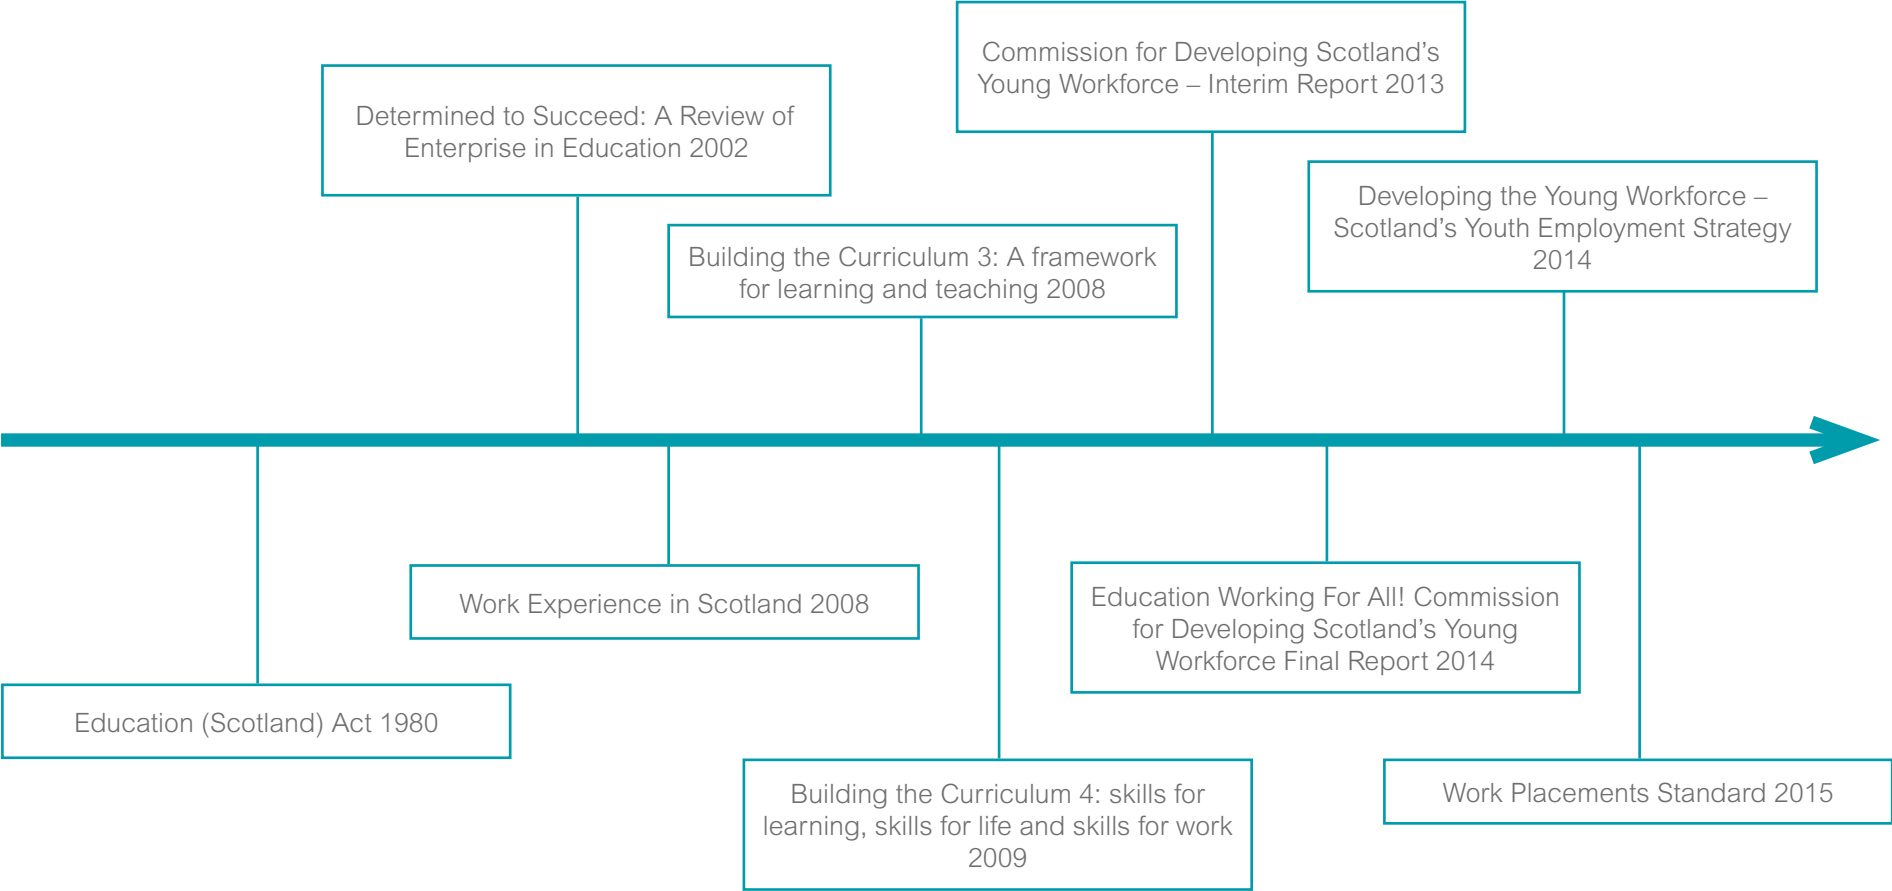 Commission for Developing Scotland’s
Young Workforce – Interim Report 2013
Determined to Succeed: A Review of
Enterprise in Education 2002
Developing the Young Workforce –
Scotland’s Youth Employment Strategy
2014
Building the Curriculum 3: A framework
for learning and teaching 2008
Work Experience in Scotland 2008
Education Working For All! Commission
for Developing Scotland’s Young
Workforce Final Report 2014
Education (Scotland) Act 1980
Building the Curriculum 4: skills for
learning, skills for life and skills for work
2009
Work Placements Standard 2015